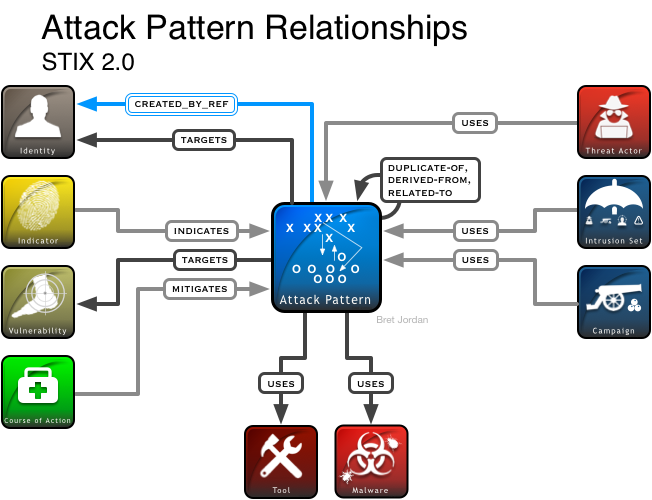 Attack Pattern Relationships
STIX 2.0
CREATED_BY_REF
Identity
TARGETS
USES
Threat Actor
DUPLICATE-OF,
DERIVED-FROM,
RELATED-TO
Indicator
INDICATES
X X X X
X X X X
X
O
O O O O
O O O
Attack Pattern
USES
Intrusion Set
TARGETS
USES
Vulnerability
MITIGATES
Campaign
Bret Jordan
Course of Action
USES
USES
Tool
Malware